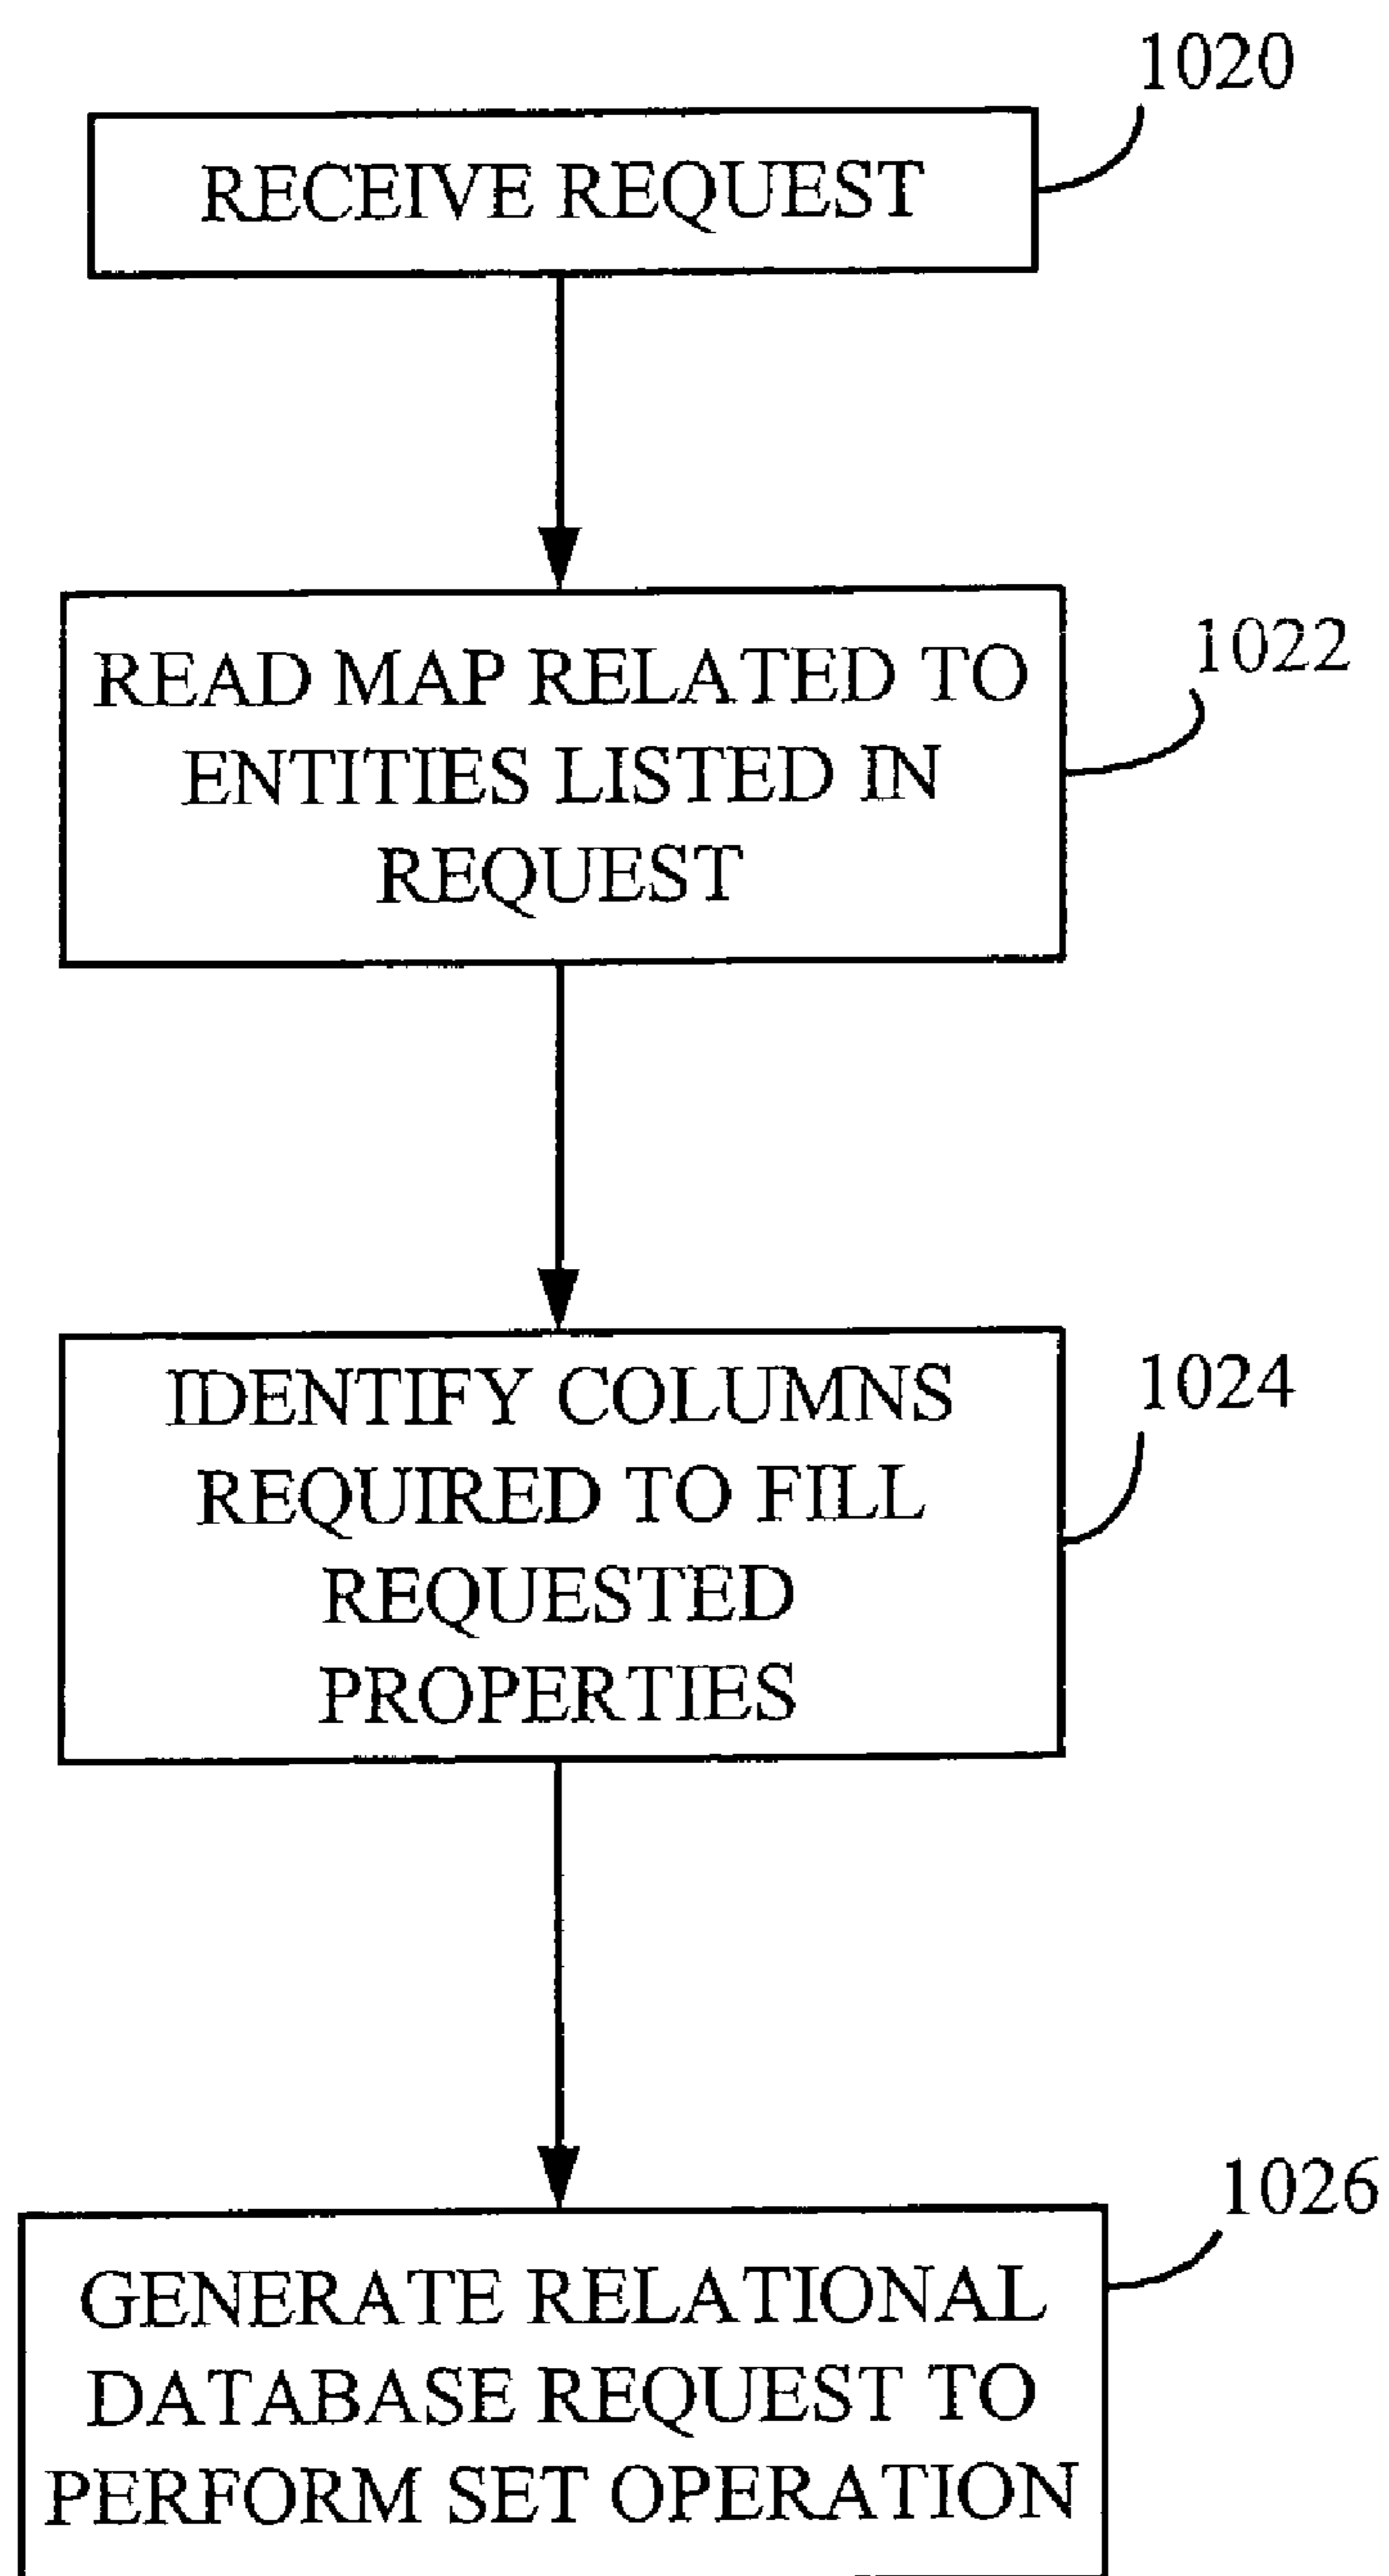 1020
RECEIVE REQUEST
1022
READ MAP RELATED TO
ENTITIES LISTED IN
REQUEST
1024
IDENTIFY COLUMNS
REQUIRED TO FILL
REQUESTED
PROPERTIES
1026
GENERATE RELATIONAL
DATABASE REQUEST TO
PERFORM SET OPERATION